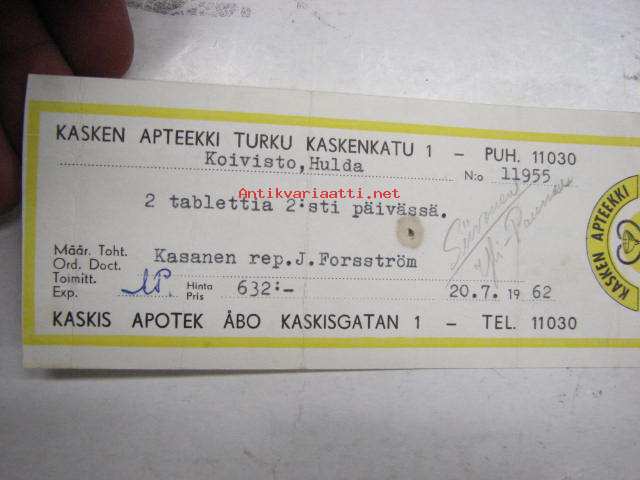 KASKEN APTEEKKI TURKU KASKENKATU 1 – PUH. 11030
Koivisto,Hulda N:o 11955
Antikvariaatti.net
2 tablettia 2:sti päivässä.
Määr. Toht.
Ord. Doct. Kasanen rep.J.Forsström
Toimitt.
Exp. Hinta
Pris 632:- 20.7. 19 62
KASKIS APOTEK ÅBO KASKISGATAN 1 – TEL. 11030
KASKEN APTEEKKI